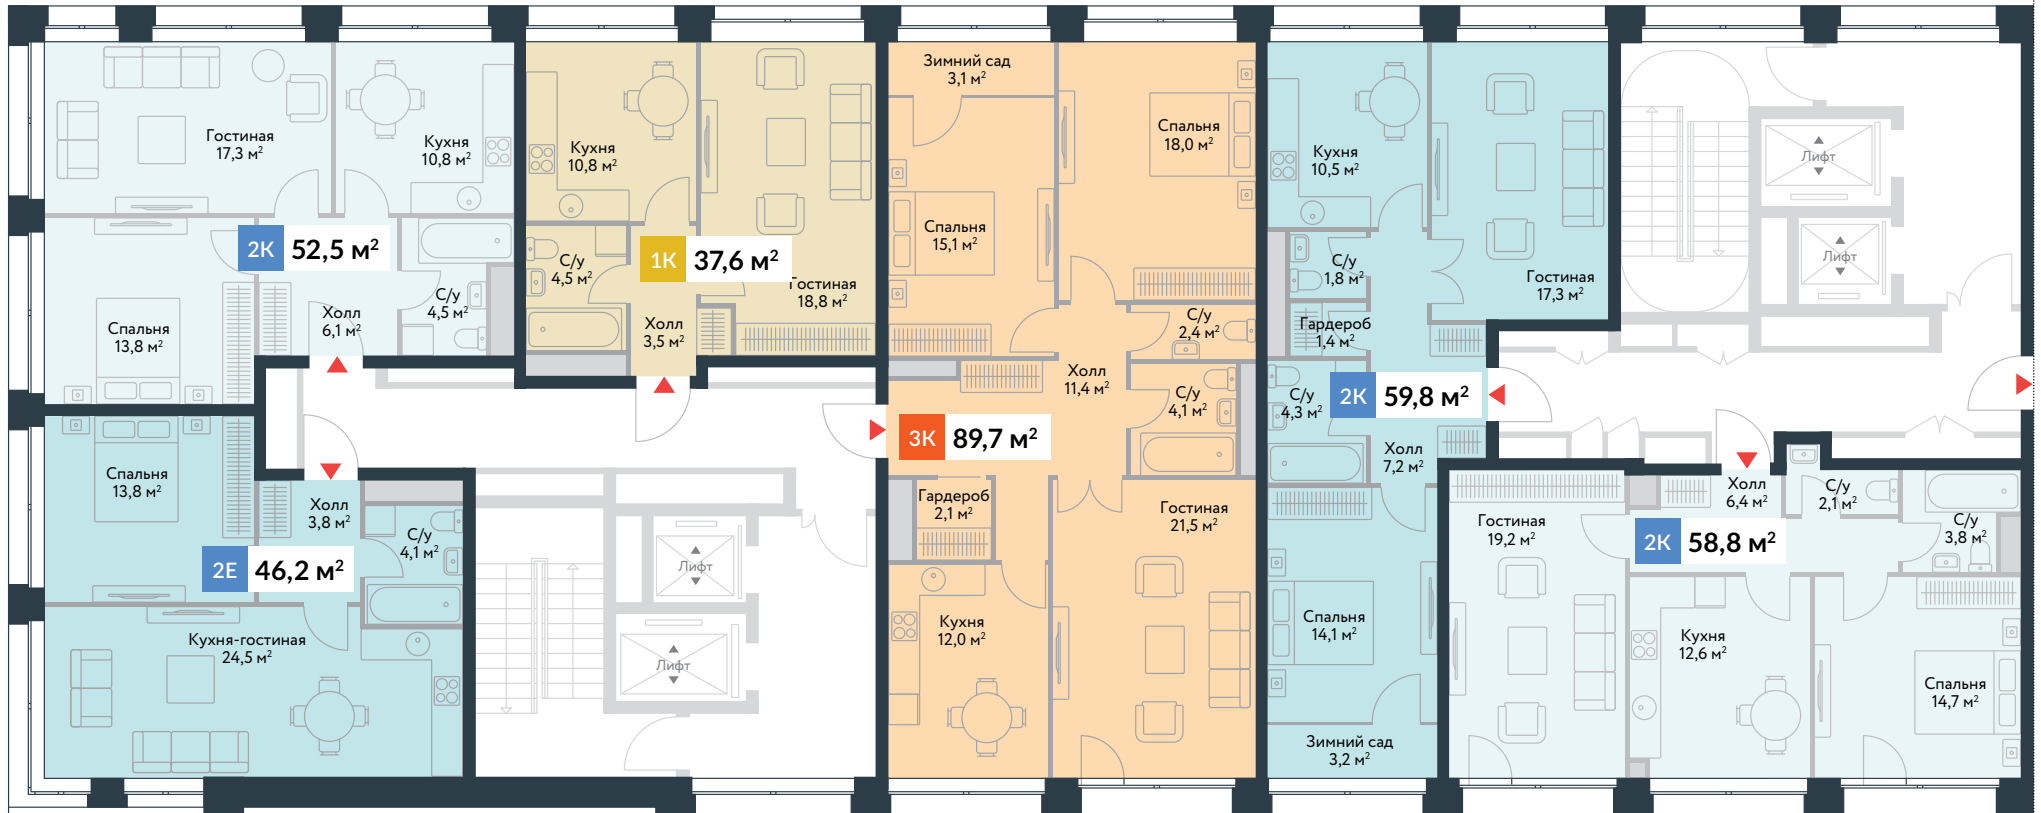 Гостиная
17,3 м²
Кухня
10,8 м²
2К 52,5 м²
Спальня
13,8 м²
Холл
6,1 м²
С/у
4,5 м²
Кухня
10,8 м²
С/у
4,5 м²
1К 37,6 м²
Гостиная
18,8 м²
Холл
3,5 м²
Зимний сад
3,1 м²
Спальня
15,1 м²
Спальня
18,0 м²
С/у
2,4 м²
Холл
11,4 м²
С/у
4,1 м²
3К 89,7 м²
Гардероб
2,1 м²
Гостиная
21,5 м²
Кухня
12,0 м²
Кухня
10,5 м²
С/у
1,8 м²
Гостиная
17,3 м²
Гардероб
1,4 м²
С/у
4,3 м²
2К 59,8 м²
Холл
7,2 м²
Спальня
14,1 м²
Зимний сад
3,2 м²
Лифт
Лифт
Спальня
13,8 м²
Холл
3,8 м²
С/у
4,1 м²
2Е 46,2 м²
Кухня-гостиная
24,5 м²
Лифт
Лифт
Гостиная
19,2 м²
Холл
6,4 м²
С/у
2,1 м²
С/у
3,8 м²
2К 58,8 м²
Кухня
12,6 м²
Спальня
14,7 м²